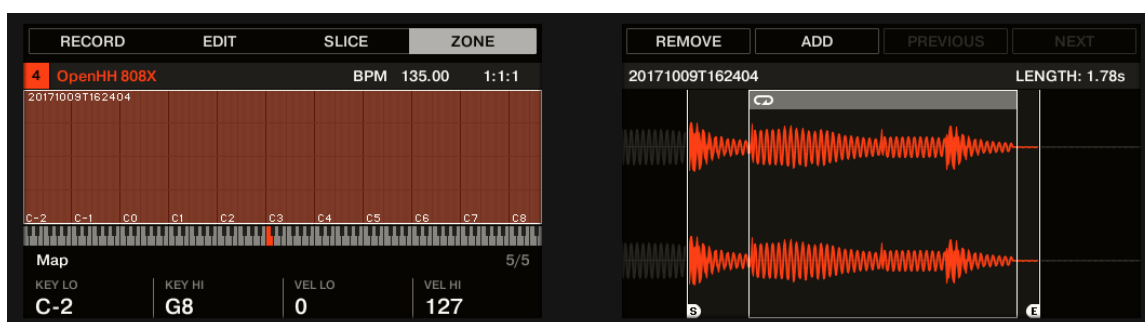 RECORD EDIT SLICE ZONE
4 OpenHH 808X BPM 135.00 1:1:1
20171009T162404
C-2 C-1 C0 C1 C2 C3 C4 C5 C6 C7 C8
Map 5/5
KEY LO KEY HI VEL LO VEL HI
C-2 G8 0 127
REMOVE ADD PREVIOUS NEXT
20171009T162404 LENGTH: 1.78s
S E